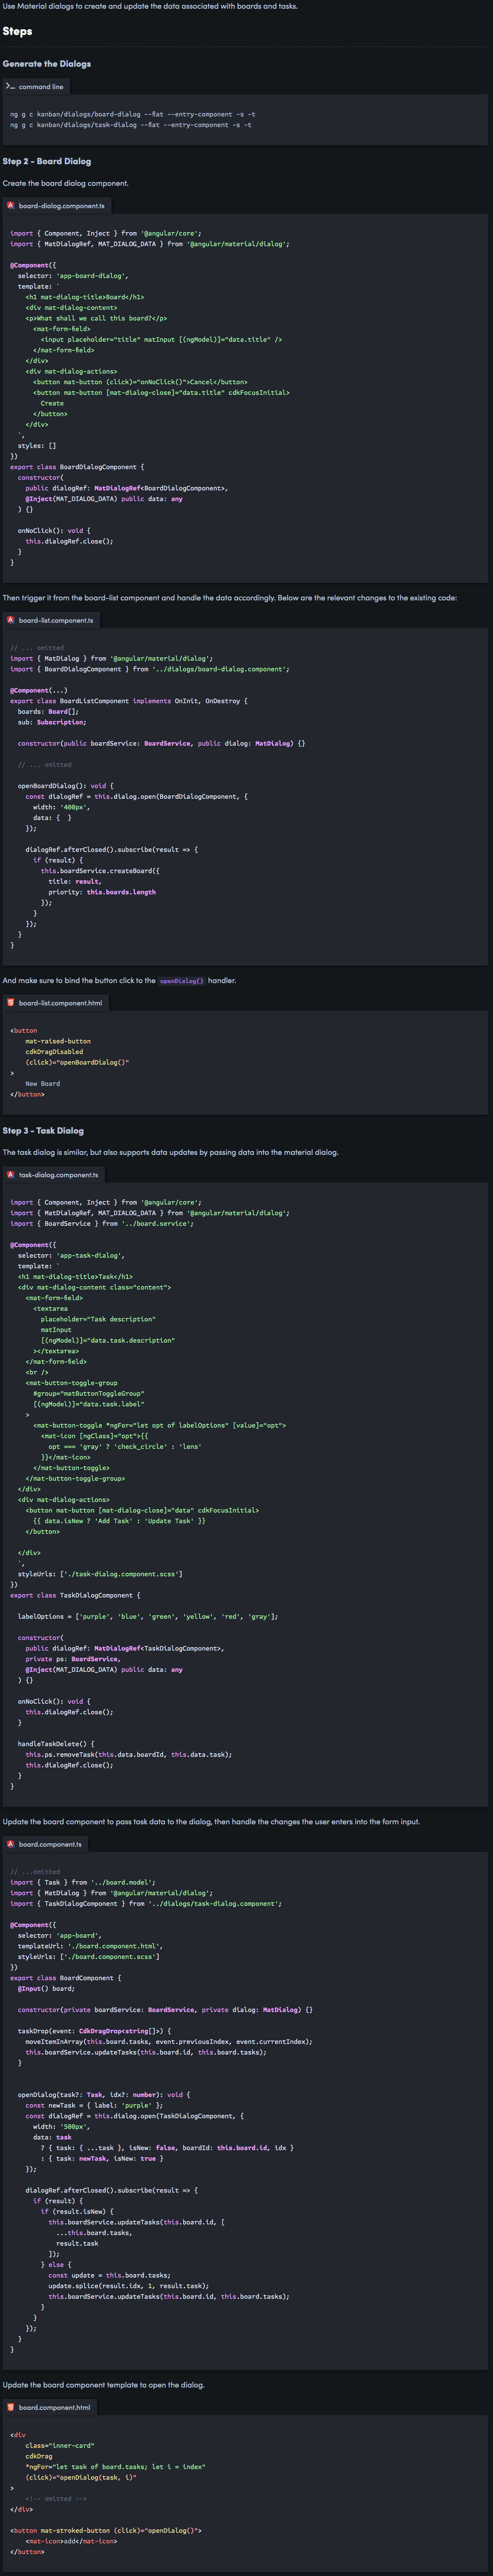 Use Material dialogs to create and update the data associated with boards and tasks.
Steps
Generate the Dialogs
command line
ng g c kanban/dialogs/board-dialog --flat --entry-component -s -t
ng g c kanban/dialogs/task-dialog --flat --entry-component -s -t
Step 2 - Board Dialog
Create the board dialog component.
board-dialog.component.ts
import { Component, Inject } from '@angular/core';
import { MatDialogRef, MAT_DIALOG_DATA } from '@angular/material/dialog';
@Component({
  selector: 'app-board-dialog',
  template: `
    <h1 mat-dialog-title>Board</h1>
    <div mat-dialog-content>
    <p>What shall we call this board?</p>
      <mat-form-field>
        <input placeholder="title" matInput [(ngModel)]="data.title" />
      </mat-form-field>
    </div>
    <div mat-dialog-actions>
      <button mat-button (click)="onNoClick()">Cancel</button>
      <button mat-button [mat-dialog-close]="data.title" cdkFocusInitial>
        Create
      </button>
    </div>
  `,
  styles: []
})
export class BoardDialogComponent {
  constructor(
    public dialogRef: MatDialogRef<BoardDialogComponent>,
    @Inject(MAT_DIALOG_DATA) public data: any
  ) {}
  onNoClick(): void {
    this.dialogRef.close();
  }
}
Then trigger it from the board-list component and handle the data accordingly. Below are the relevant changes to the existing code:
board-list.component.ts
// ... omitted
import { MatDialog } from '@angular/material/dialog';
import { BoardDialogComponent } from '../dialogs/board-dialog.component';
@Component(...)
export class BoardListComponent implements OnInit, OnDestroy {
  boards: Board[];
  sub: Subscription;
  constructor(public boardService: BoardService, public dialog: MatDialog) {}
  // ... omitted
  openBoardDialog(): void {
    const dialogRef = this.dialog.open(BoardDialogComponent, {
      width: '400px',
      data: {  }
    });
    dialogRef.afterClosed().subscribe(result => {
      if (result) {
        this.boardService.createBoard({
          title: result,
          priority: this.boards.length
        });
      }
    });
  }
}
And make sure to bind the button click to the openDialog() handler.
board-list.component.html
<button
    mat-raised-button
    cdkDragDisabled
    (click)="openBoardDialog()"
>
    New Board
</button>
Step 3 - Task Dialog
The task dialog is similar, but also supports data updates by passing data into the material dialog.
task-dialog.component.ts
import { Component, Inject } from '@angular/core';
import { MatDialogRef, MAT_DIALOG_DATA } from '@angular/material/dialog';
import { BoardService } from '../board.service';
@Component({
  selector: 'app-task-dialog',
  template: `
  <h1 mat-dialog-title>Task</h1>
  <div mat-dialog-content class="content">
    <mat-form-field>
      <textarea
        placeholder="Task description"
        matInput
        [(ngModel)]="data.task.description"
      ></textarea>
    </mat-form-field>
    <br />
    <mat-button-toggle-group
      #group="matButtonToggleGroup"
      [(ngModel)]="data.task.label"
    >
      <mat-button-toggle *ngFor="let opt of labelOptions" [value]="opt">
        <mat-icon [ngClass]="opt">{{
          opt === 'gray' ? 'check_circle' : 'lens'
        }}</mat-icon>
      </mat-button-toggle>
    </mat-button-toggle-group>
  </div>
  <div mat-dialog-actions>
    <button mat-button [mat-dialog-close]="data" cdkFocusInitial>
      {{ data.isNew ? 'Add Task' : 'Update Task' }}
    </button>
  </div>
  `,
  styleUrls: ['./task-dialog.component.scss']
})
export class TaskDialogComponent {
  labelOptions = ['purple', 'blue', 'green', 'yellow', 'red', 'gray'];
  constructor(
    public dialogRef: MatDialogRef<TaskDialogComponent>,
    private ps: BoardService,
    @Inject(MAT_DIALOG_DATA) public data: any
  ) {}
  onNoClick(): void {
    this.dialogRef.close();
  }
  handleTaskDelete() {
    this.ps.removeTask(this.data.boardId, this.data.task);
    this.dialogRef.close();
  }
}
Update the board component to pass task data to the dialog, then handle the changes the user enters into the form input.
board.component.ts
// ...omitted
import { Task } from '../board.model';
import { MatDialog } from '@angular/material/dialog';
import { TaskDialogComponent } from '../dialogs/task-dialog.component';
@Component({
  selector: 'app-board',
  templateUrl: './board.component.html',
  styleUrls: ['./board.component.scss']
})
export class BoardComponent {
  @Input() board;
  constructor(private boardService: BoardService, private dialog: MatDialog) {}
  taskDrop(event: CdkDragDrop<string[]>) {
    moveItemInArray(this.board.tasks, event.previousIndex, event.currentIndex);
    this.boardService.updateTasks(this.board.id, this.board.tasks);
  }
  openDialog(task?: Task, idx?: number): void {
    const newTask = { label: 'purple' };
    const dialogRef = this.dialog.open(TaskDialogComponent, {
      width: '500px',
      data: task
        ? { task: { ...task }, isNew: false, boardId: this.board.id, idx }
        : { task: newTask, isNew: true }
    });
    dialogRef.afterClosed().subscribe(result => {
      if (result) {
        if (result.isNew) {
          this.boardService.updateTasks(this.board.id, [
            ...this.board.tasks,
            result.task
          ]);
        } else {
          const update = this.board.tasks;
          update.splice(result.idx, 1, result.task);
          this.boardService.updateTasks(this.board.id, this.board.tasks);
        }
      }
    });
  }
}
Update the board component template to open the dialog.
board.component.html
<div
    class="inner-card"
    cdkDrag
    *ngFor="let task of board.tasks; let i = index"
    (click)="openDialog(task, i)"
>
    <!-- omitted -->
</div>
<button mat-stroked-button (click)="openDialog()">
    <mat-icon>add</mat-icon>
</button>